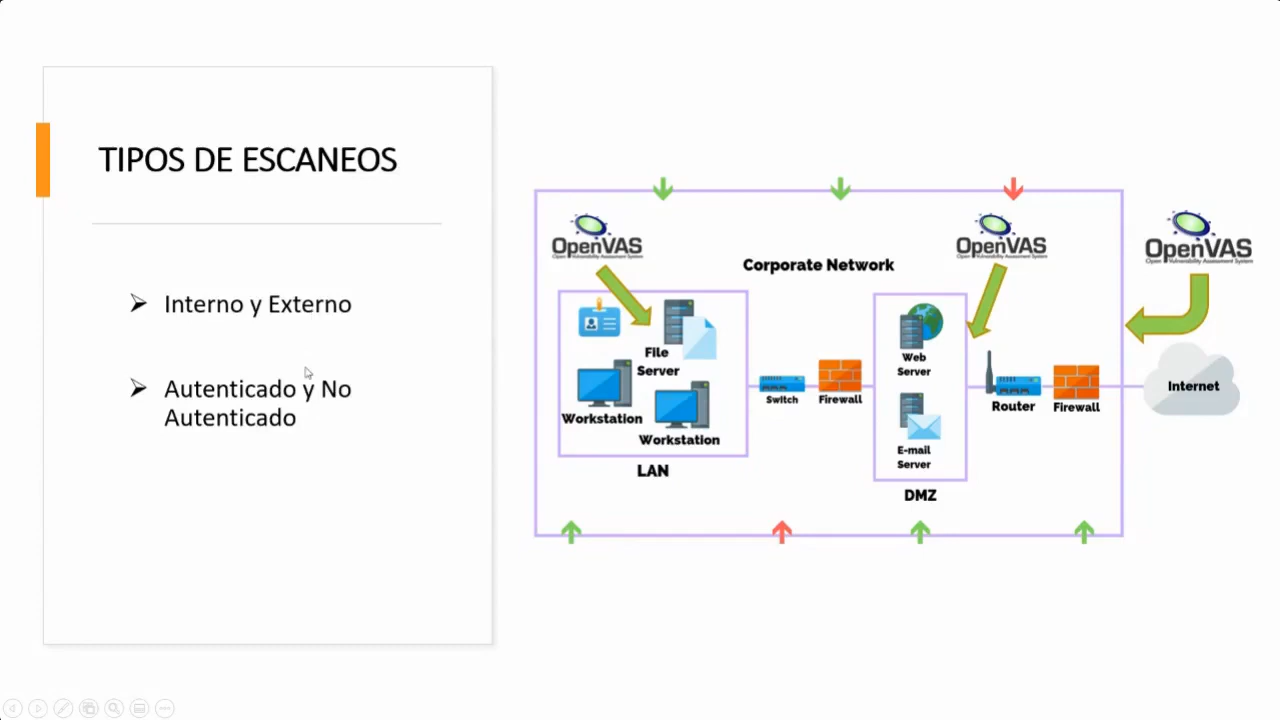 TIPOS DE ESCANEOS
Interno y Externo
Autenticado y No
Autenticado
OpenVAS
Open Vulnerability Assessment System
OpenVAS
Open Vulnerability Assessment System
OpenVAS
Open Vulnerability Assessment System
Corporate Network
File
Server
Workstation
Workstation
LAN
Switch
Firewall
Web
Server
E-mail
Server
DMZ
Router
Firewall
Internet